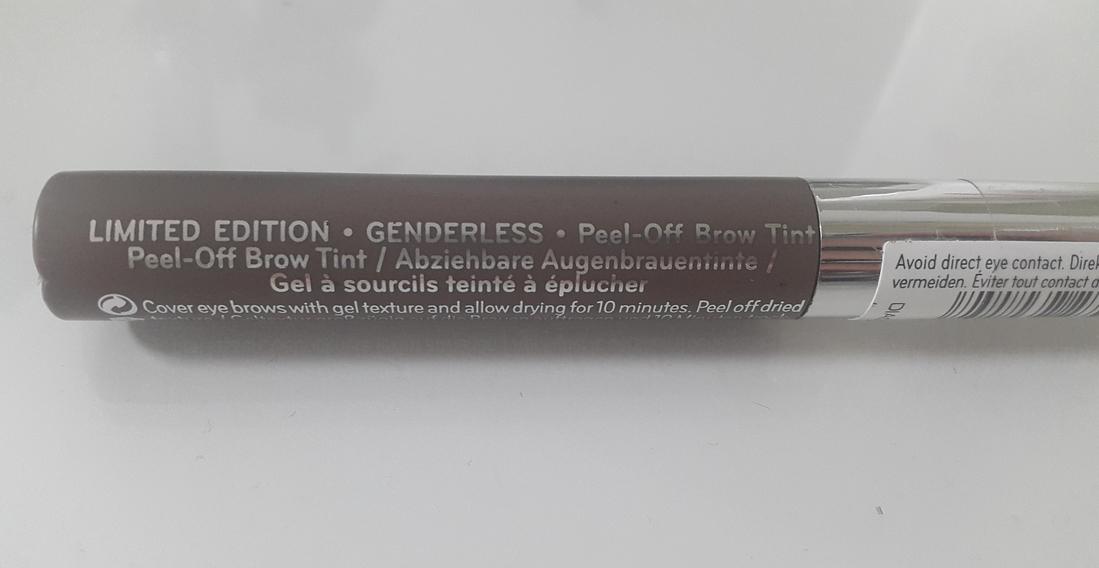 LIMITED EDITION • GENDERLESS • Peel-Off Brow Tint
Peel-Off Brow Tint / Abziehbare Augenbrauentinte /
Gel à sourcils teinté à éplucher
Cover eye brows with gel texture and allow drying for 10 minutes. Peel off dried
Avoid direct eye contact. Direk
vermeiden. Éviter tout contact d